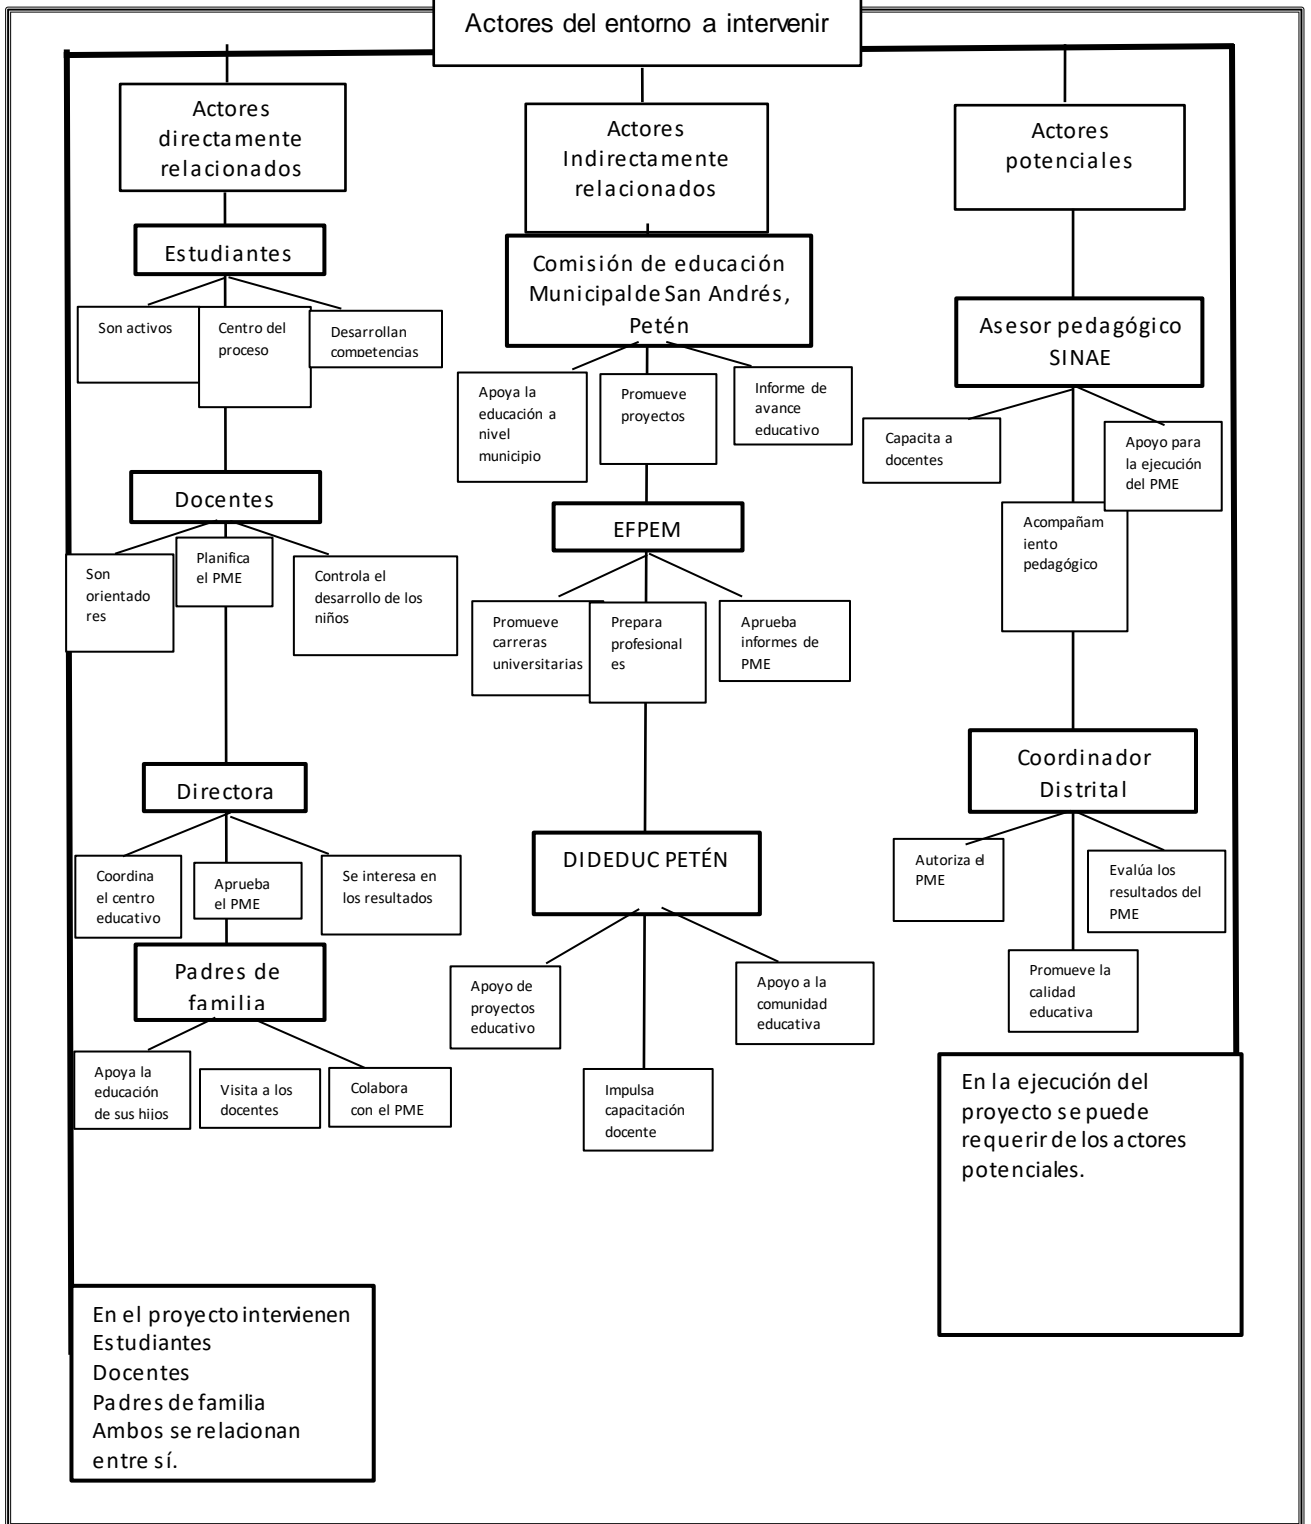 Actores del entorno a intervenir
Actores
directamente
relacionados
Estudiantes
Son activos
Centro del
proceso
Desarrollan
competencias
Docentes
Son
orientado
res
Planifica
el PME
Controla el
desarrollo de los
niños
Directora
Coordina
el centro
educativo
Aprueba
el PME
Se interesa en
los resultados
Padres de
familia
Apoya la
educación
de sus hijos
Visita a los
docentes
Colabora
con el PME
En el proyecto intervienen
Estudiantes
Docentes
Padres de familia
Ambos se relacionan
entre sí.
Actores
Indirectamente
relacionados
Comisión de educación
Municipal de San Andrés,
Petén
Apoya la
educación a
nivel
municipio
Promueve
proyectos
Informe de
avance
educativo
EFPEM
Promueve
carreras
universitarias
Prepara
profesional
es
Aprueba
informes de
PME
DIDEDUC PETÉN
Apoyo de
proyectos
educativo
Impulsa
capacitación
docente
Apoyo a la
comunidad
educativa
Actores
potenciales
Asesor pedagógico
SINAE
Capacita a
docentes
Acompañam
iento
pedagógico
Apoyo para
la ejecución
del PME
Coordinador
Distrital
Autoriza el
PME
Promueve la
calidad
educativa
Evalúa los
resultados del
PME
En la ejecución del
proyecto se puede
requerir de los actores
potenciales.